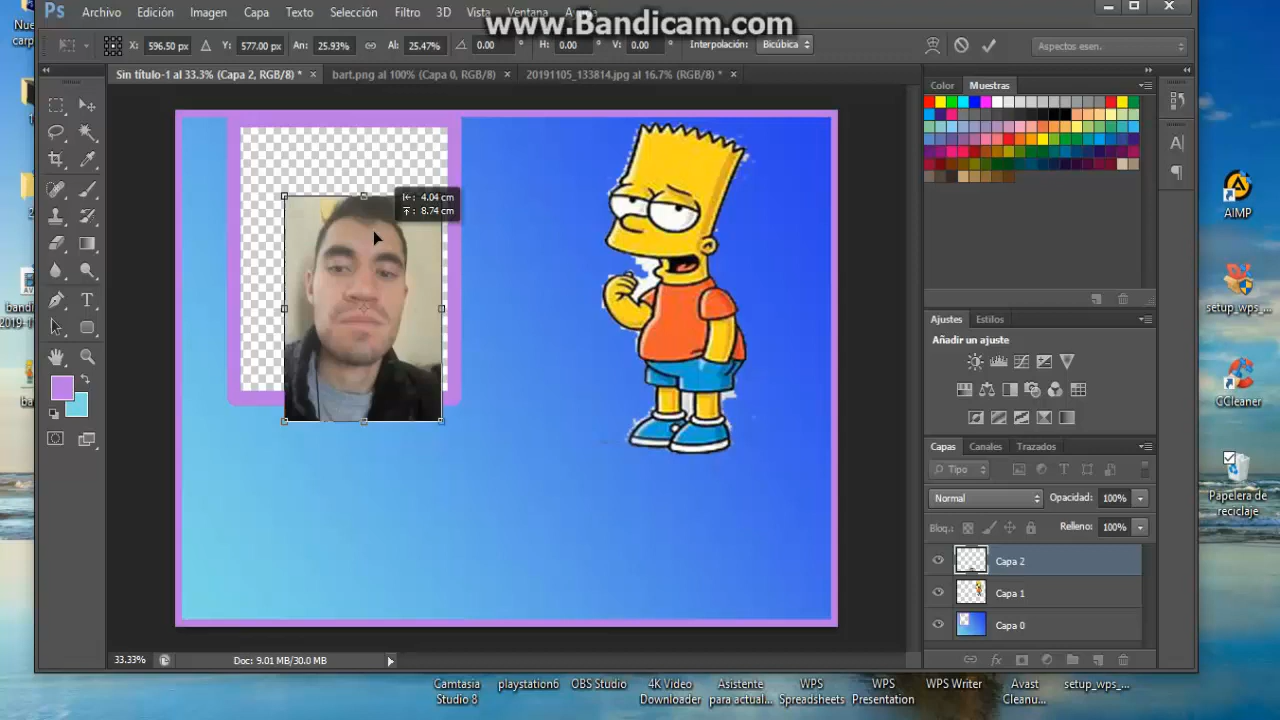 www.Bandicam.com
Ps Archivo Edición Imagen Capa Texto Selección Filtro 3D Vista Ventana
X: 596.50 px Y: 577.00 px An: 25.93% Al: 25.47% 0.00 H: 0.00 V: 0.00 Interpolación: Bicúbica Aspectos esen.
Sin título-1 al 33.3% (Capa 2, RGB/8) * × bart.png al 100% (Capa 0, RGB/8) × 20191105_133814.jpg al 16.7% (RGB/8) * ×
Color Muestras
4.04 cm
8.74 cm
AIMP
setup_wps_...
CCleaner
Papelera de
reciclaje
Ajustes Estilos
Añadir un ajuste
Capas Canales Trazados
Tipo
Normal Opacidad: 100%
Bloq.: Relleno: 100%
Capa 2
Capa 1
Capa 0
33.33% Doc: 9.01 MB/30.0 MB
Camtasia
Studio 8
playstation6
OBS Studio
4K Video
Downloader
Asistente
para actual...
WPS
Spreadsheets
WPS
Presentation
WPS Writer
Avast
Cleanu...
setup_wps_...